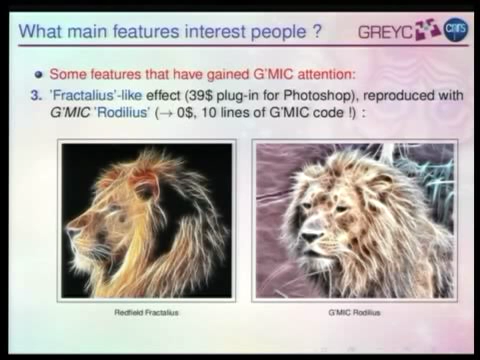 What main features interest people ?
GREYC
cnrs
Some features that have gained G'MIC attention:
3. 'Fractalius'-like effect (39$ plug-in for Photoshop), reproduced with
G'MIC 'Rodilius' (→ 0$, 10 lines of G'MIC code !) :
Redfield Fractalius
G'MIC Rodilius